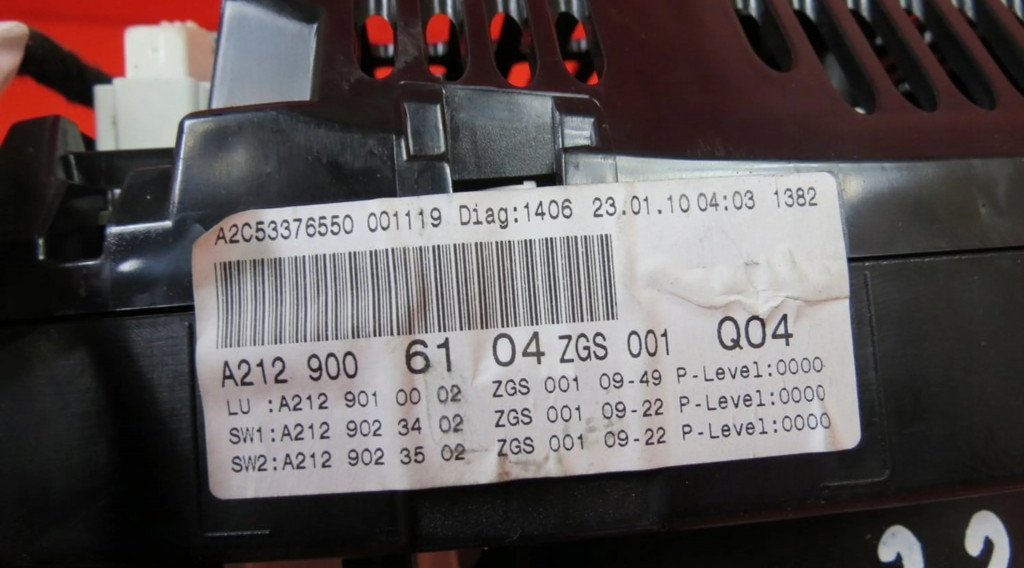 A2C53376550 001119 Diag:1406 23.01.10 04:03 1382
A212 900 61 04 ZGS 001 Q04
LU :A212 901 00 02 ZGS 001 09-49 P-Level:0000
SW1:A212 902 34 02 ZGS 001 09-22 P-Level:0000
SW2:A212 902 35 02 ZGS 001 09-22 P-Level:0000